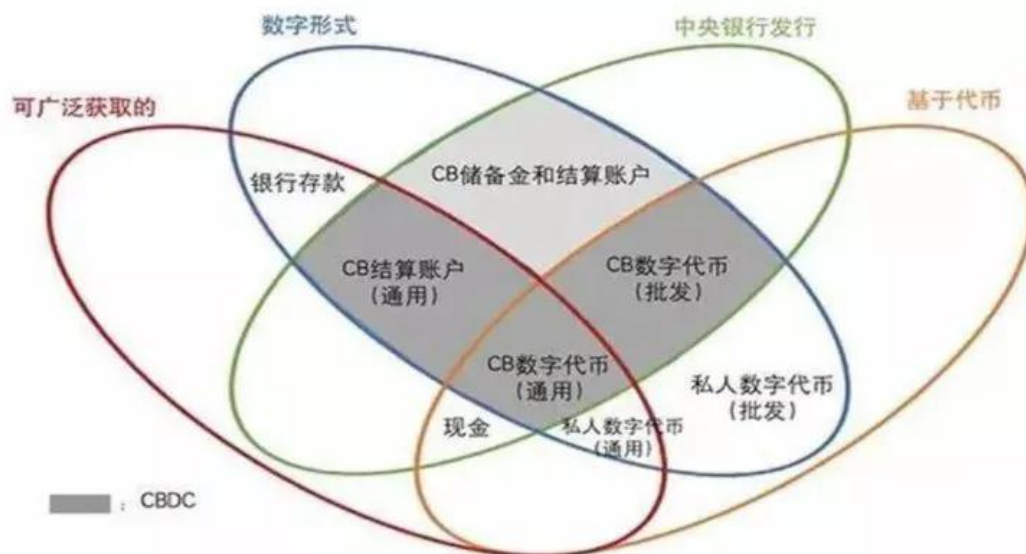 数字形式
中央银行发行
可广泛获取的
基于代币
银行存款
CB储备金和结算账户
CB结算账户
(通用)
CB数字代币
(批发)
CB数字代币
(通用)
私人数字代币
(批发)
现金
私人数字代币
(通用)
: CBDC